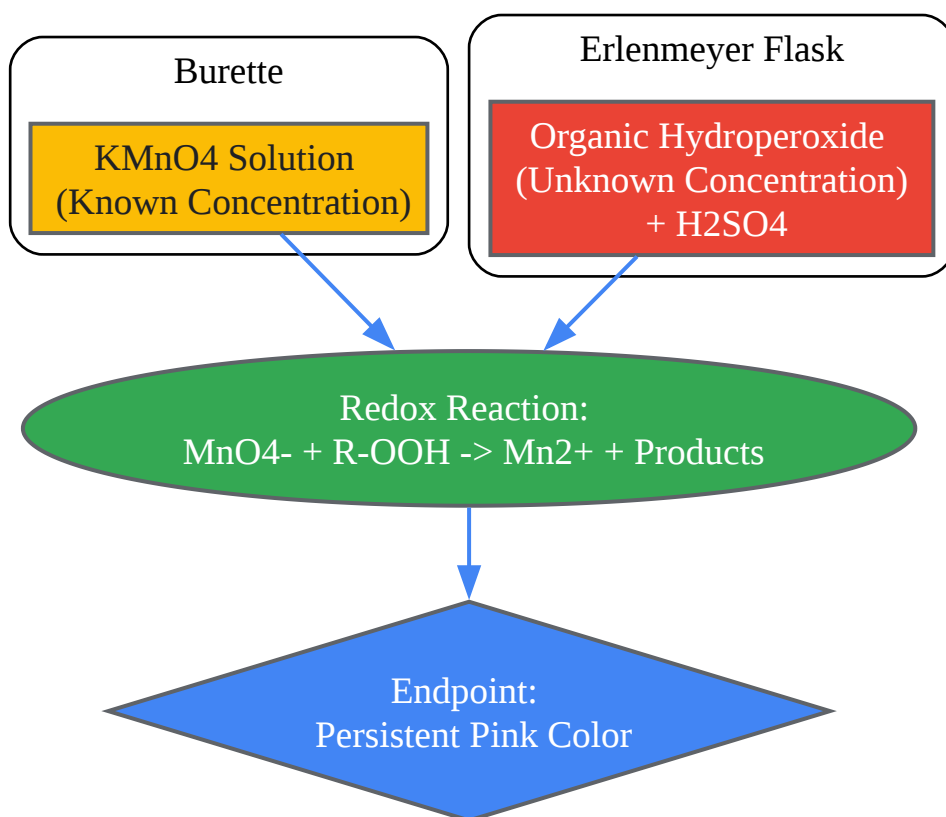 Burette
KMnO4 Solution
(Known Concentration)
Erlenmeyer Flask
Organic Hydroperoxide
(Unknown Concentration)
+ H2SO4
Redox Reaction:
MnO4- + R-OOH -> Mn2+ + Products
Endpoint:
Persistent Pink Color